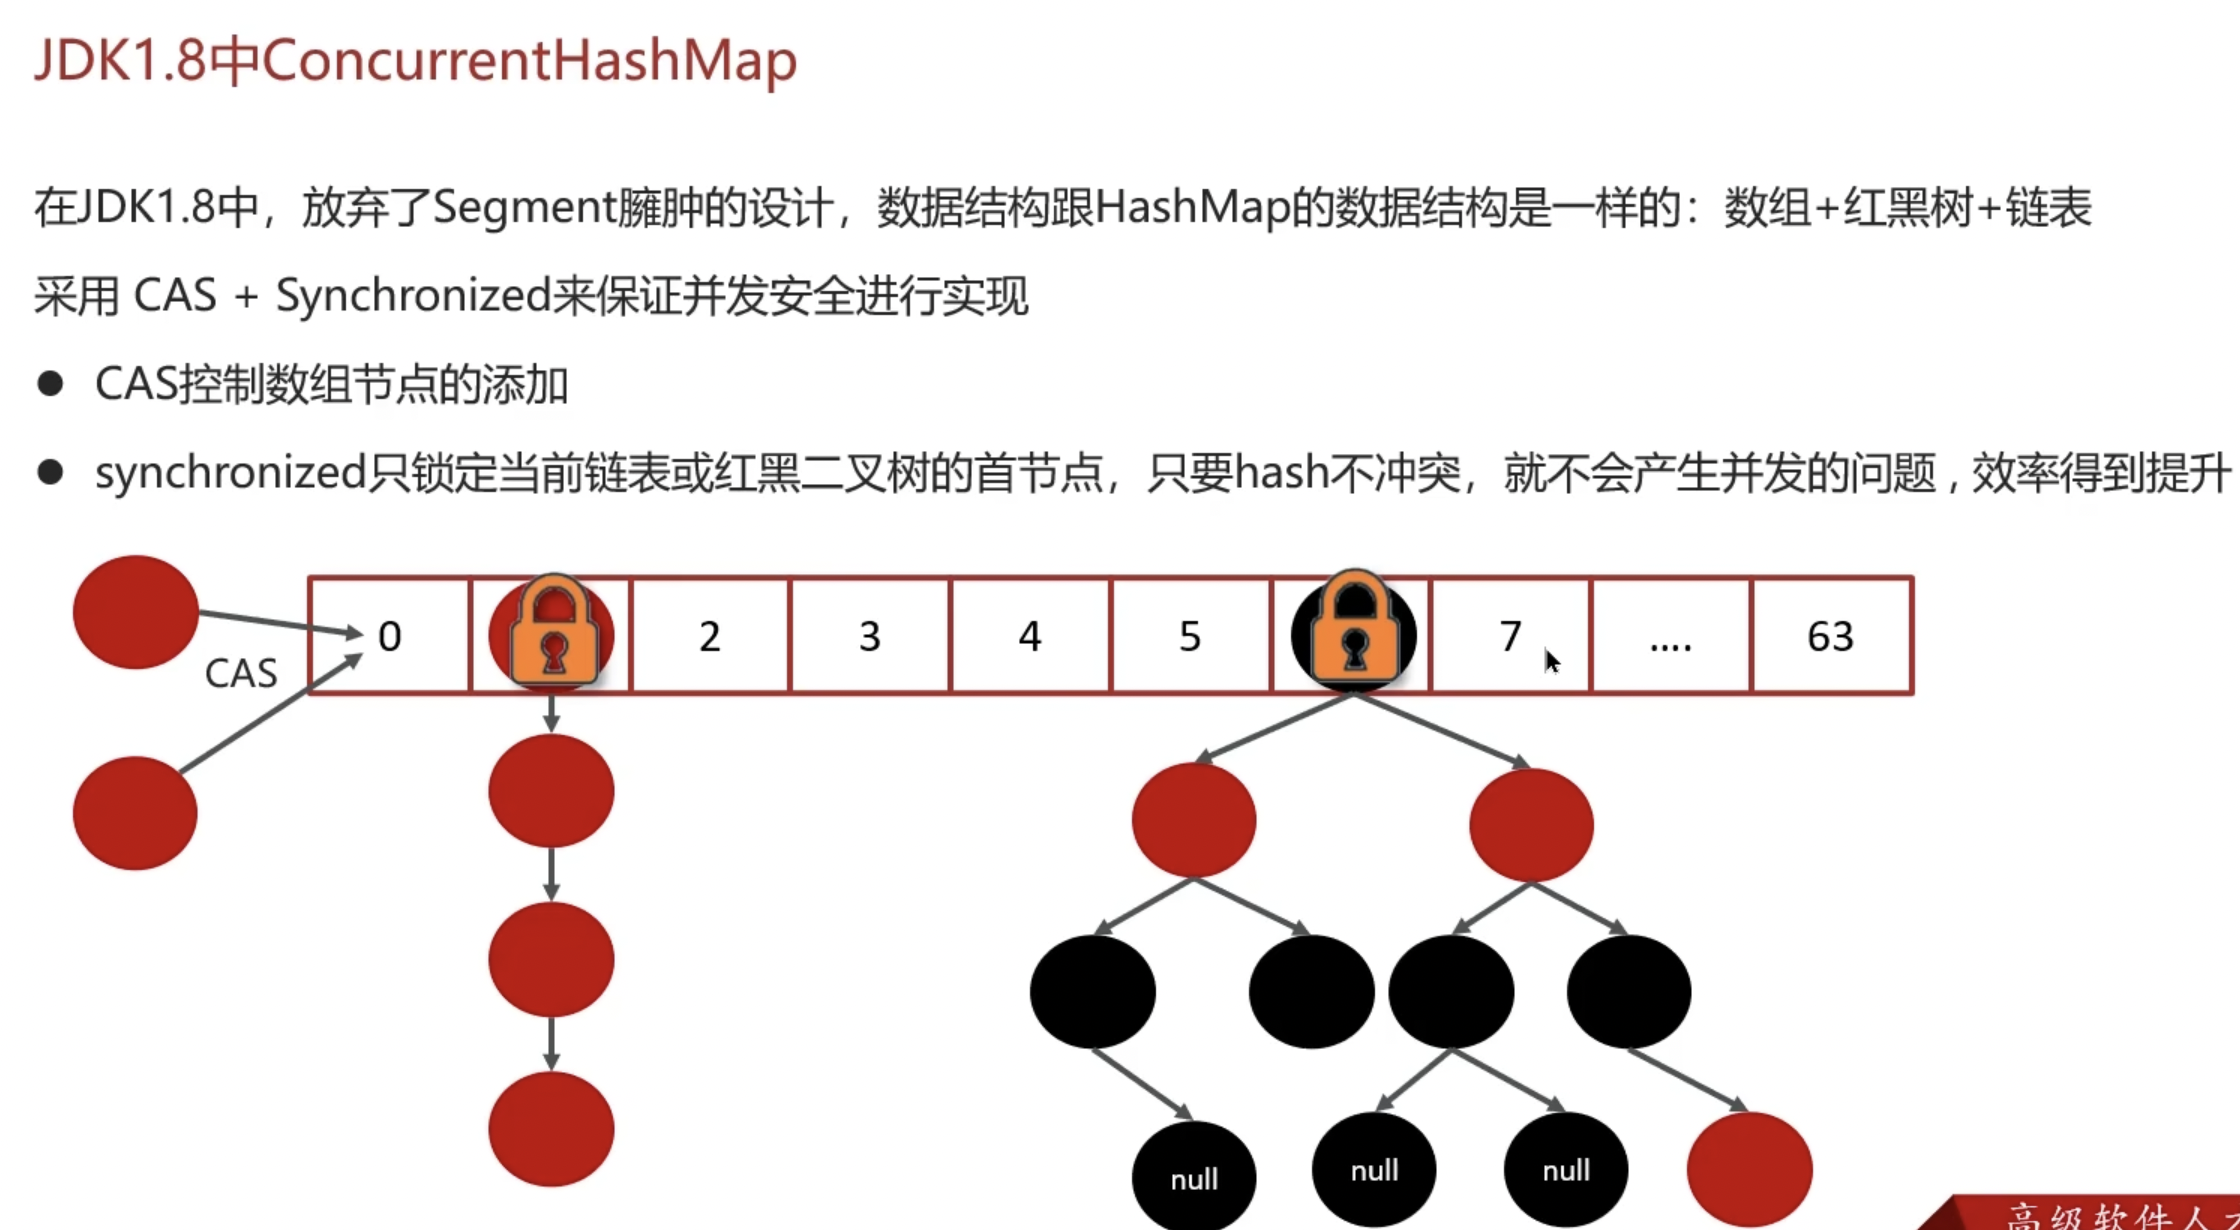 JDK1.8中ConcurrentHashMap
在JDK1.8中，放弃了Segment臃肿的设计，数据结构跟HashMap的数据结构是一样的：数组+红黑树+链表
采用 CAS + Synchronized来保证并发安全进行实现
● CAS控制数组节点的添加
● synchronized只锁定当前链表或红黑二叉树的首节点，只要hash不冲突，就不会产生并发的问题 , 效率得到提升
0 2 3 4 5 7 .... 63
CAS
null null null
高级软件人才